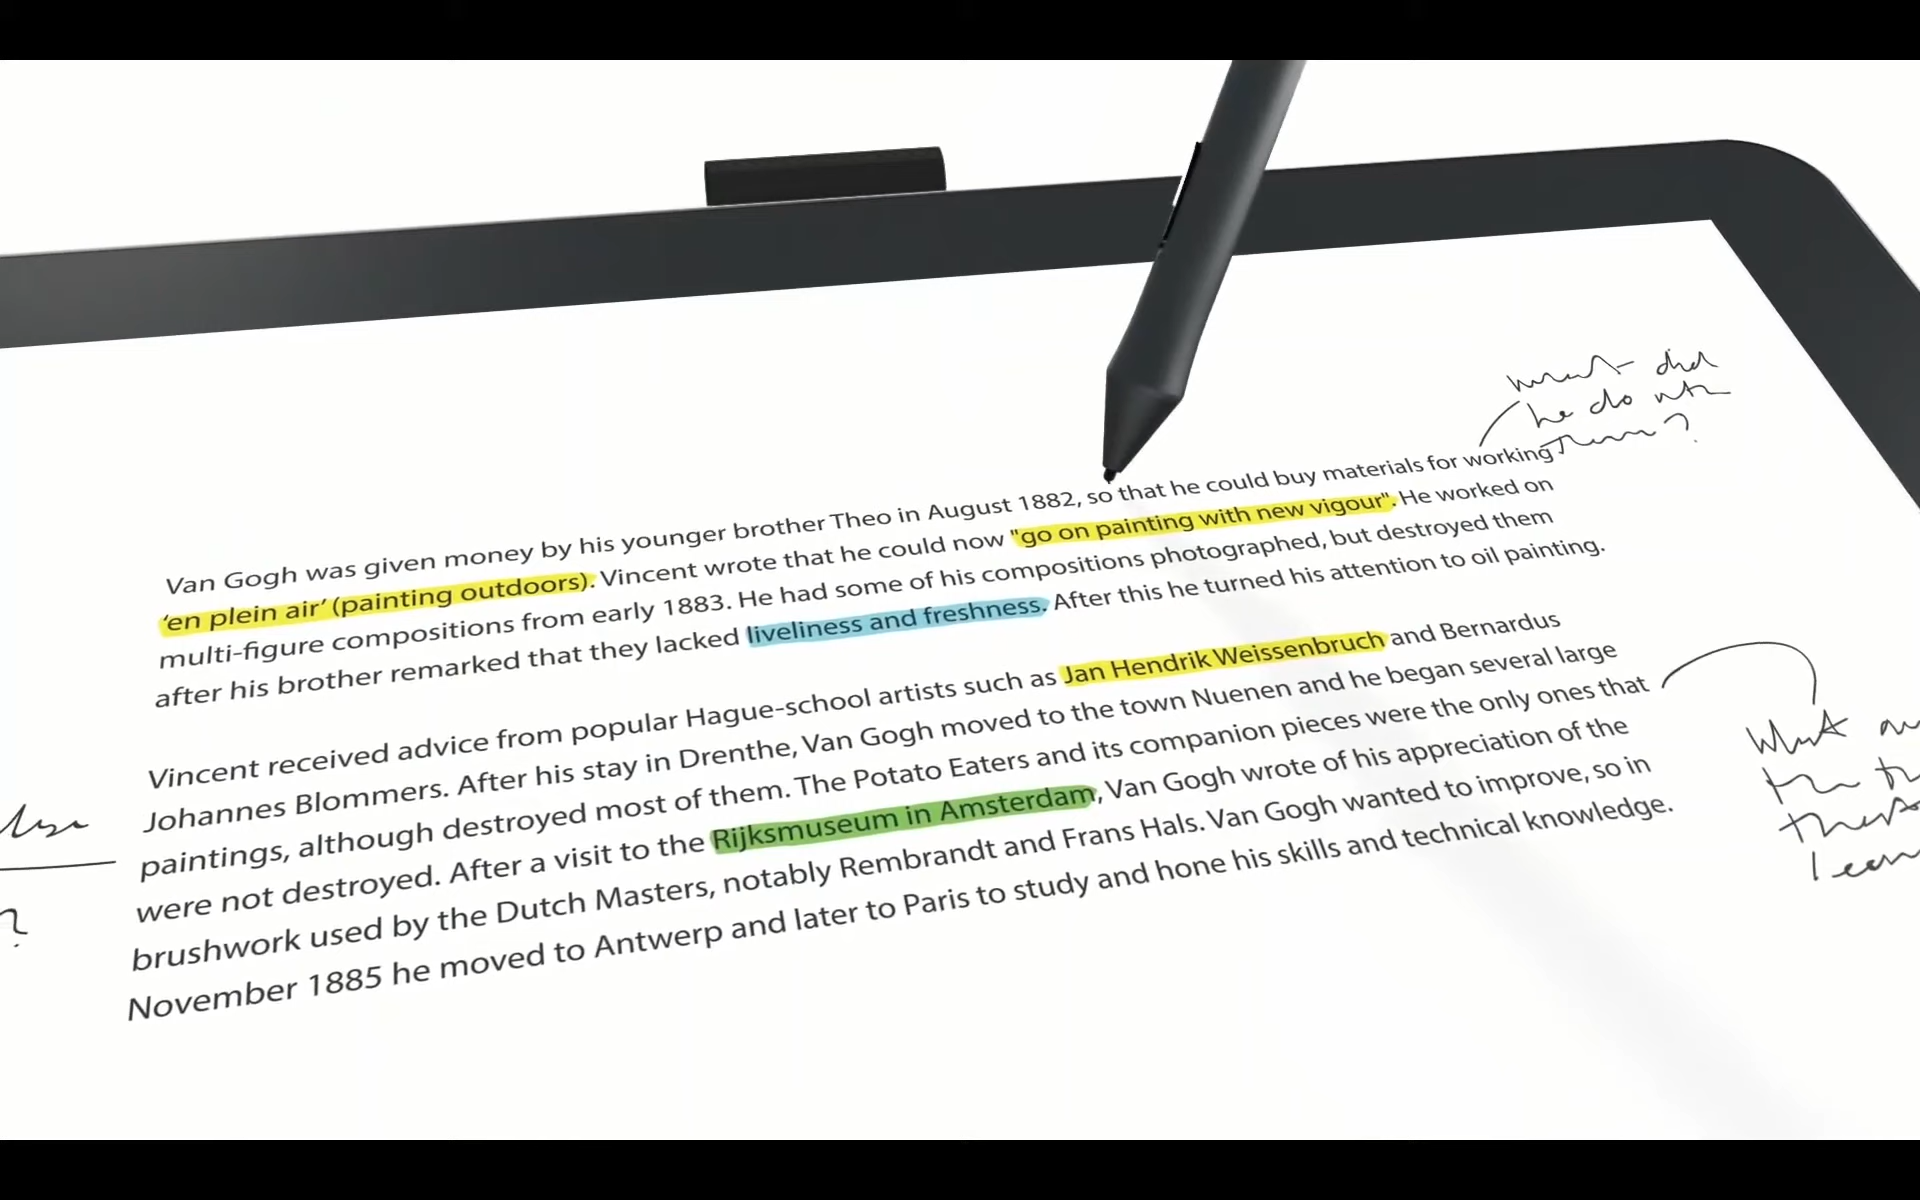 what did
he do with
them?
Van Gogh was given money by his younger brother Theo in August 1882, so that he could buy materials for working
'en plein air' (painting outdoors). Vincent wrote that he could now "go on painting with new vigour". He worked on
multi-figure compositions from early 1883. He had some of his compositions photographed, but destroyed them
after his brother remarked that they lacked liveliness and freshness. After this he turned his attention to oil painting.
Vincent received advice from popular Hague-school artists such as Jan Hendrik Weissenbruch and Bernardus
Johannes Blommers. After his stay in Drenthe, Van Gogh moved to the town Nuenen and he began several large
paintings, although destroyed most of them. The Potato Eaters and its companion pieces were the only ones that
were not destroyed. After a visit to the Rijksmuseum in Amsterdam, Van Gogh wrote of his appreciation of the
brushwork used by the Dutch Masters, notably Rembrandt and Frans Hals. Van Gogh wanted to improve, so in
November 1885 he moved to Antwerp and later to Paris to study and hone his skills and technical knowledge.
?
What